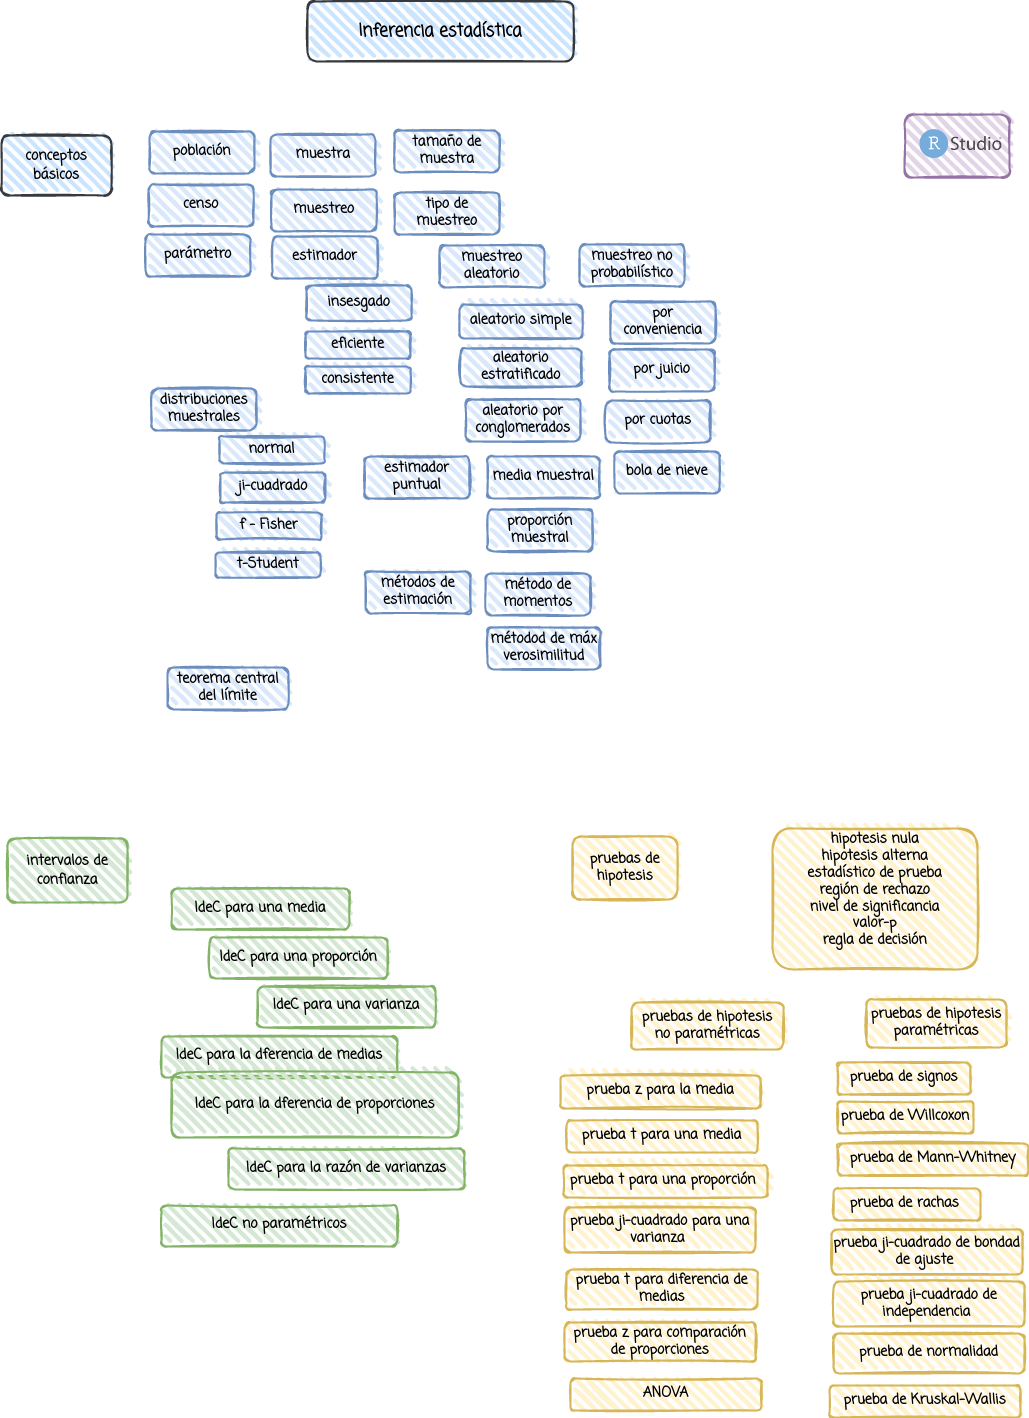 Inferencia estadística
conceptos
básicos
población
muestra
tamaño de
muestra
R Studio
censo
muestreo
tipo de
muestreo
parámetro
estimador
muestreo
aleatorio
muestreo no
probabilístico
insesgado
aleatorio simple
por
conveniencia
eficiente
aleatorio
estratificado
por juicio
consistente
distribuciones
muestrales
aleatorio por
conglomerados
por cuotas
normal
estimador
puntual
media muestral
bola de nieve
ji-cuadrado
f - Fisher
proporción
muestral
t-Student
métodos de
estimación
método de
momentos
métodod de máx
verosimilitud
teorema central
del límite
intervalos de
confianza
IdeC para una media
IdeC para una proporción
IdeC para una varianza
IdeC para la dferencia de medias
IdeC para la dferencia de proporciones
IdeC para la razón de varianzas
IdeC no paramétricos
pruebas de
hipotesis
hipotesis nula
hipotesis alterna
estadístico de prueba
región de rechazo
nivel de significancia
valor-p
regla de decisión
pruebas de hipotesis
no paramétricas
prueba z para la media
prueba t para una media
prueba t para una proporción
prueba ji-cuadrado para una
varianza
prueba t para diferencia de
medias
prueba z para comparación
de proporciones
ANOVA
pruebas de hipotesis
paramétricas
prueba de signos
prueba de Willcoxon
prueba de Mann-Whitney
prueba de rachas
prueba ji-cuadrado de bondad
de ajuste
prueba ji-cuadrado de
independencia
prueba de normalidad
prueba de Kruskal-Wallis